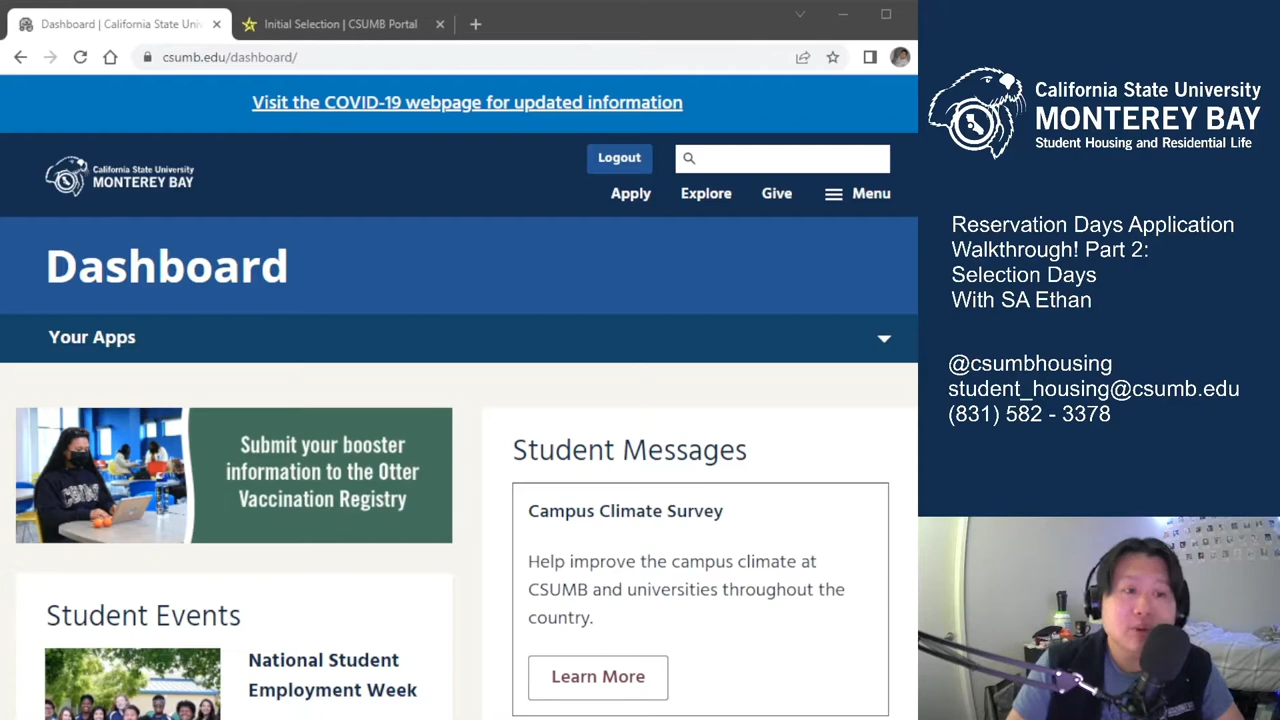 Dashboard | California State Uni
Initial Selection | CSUMB Portal
csumb.edu/dashboard/
Visit the COVID-19 webpage for updated information
California State University
MONTEREY BAY
Logout
Apply
Explore
Give
Menu
Dashboard
Your Apps
Submit your booster
information to the Otter
Vaccination Registry
Student Events
National Student
Employment Week
Student Messages
Campus Climate Survey
Help improve the campus climate at
CSUMB and universities throughout the
country.
Learn More
California State University
MONTEREY BAY
Student Housing and Residential Life
Reservation Days Application
Walkthrough! Part 2:
Selection Days
With SA Ethan
@csumbhousing
student_housing@csumb.edu
(831) 582 - 3378